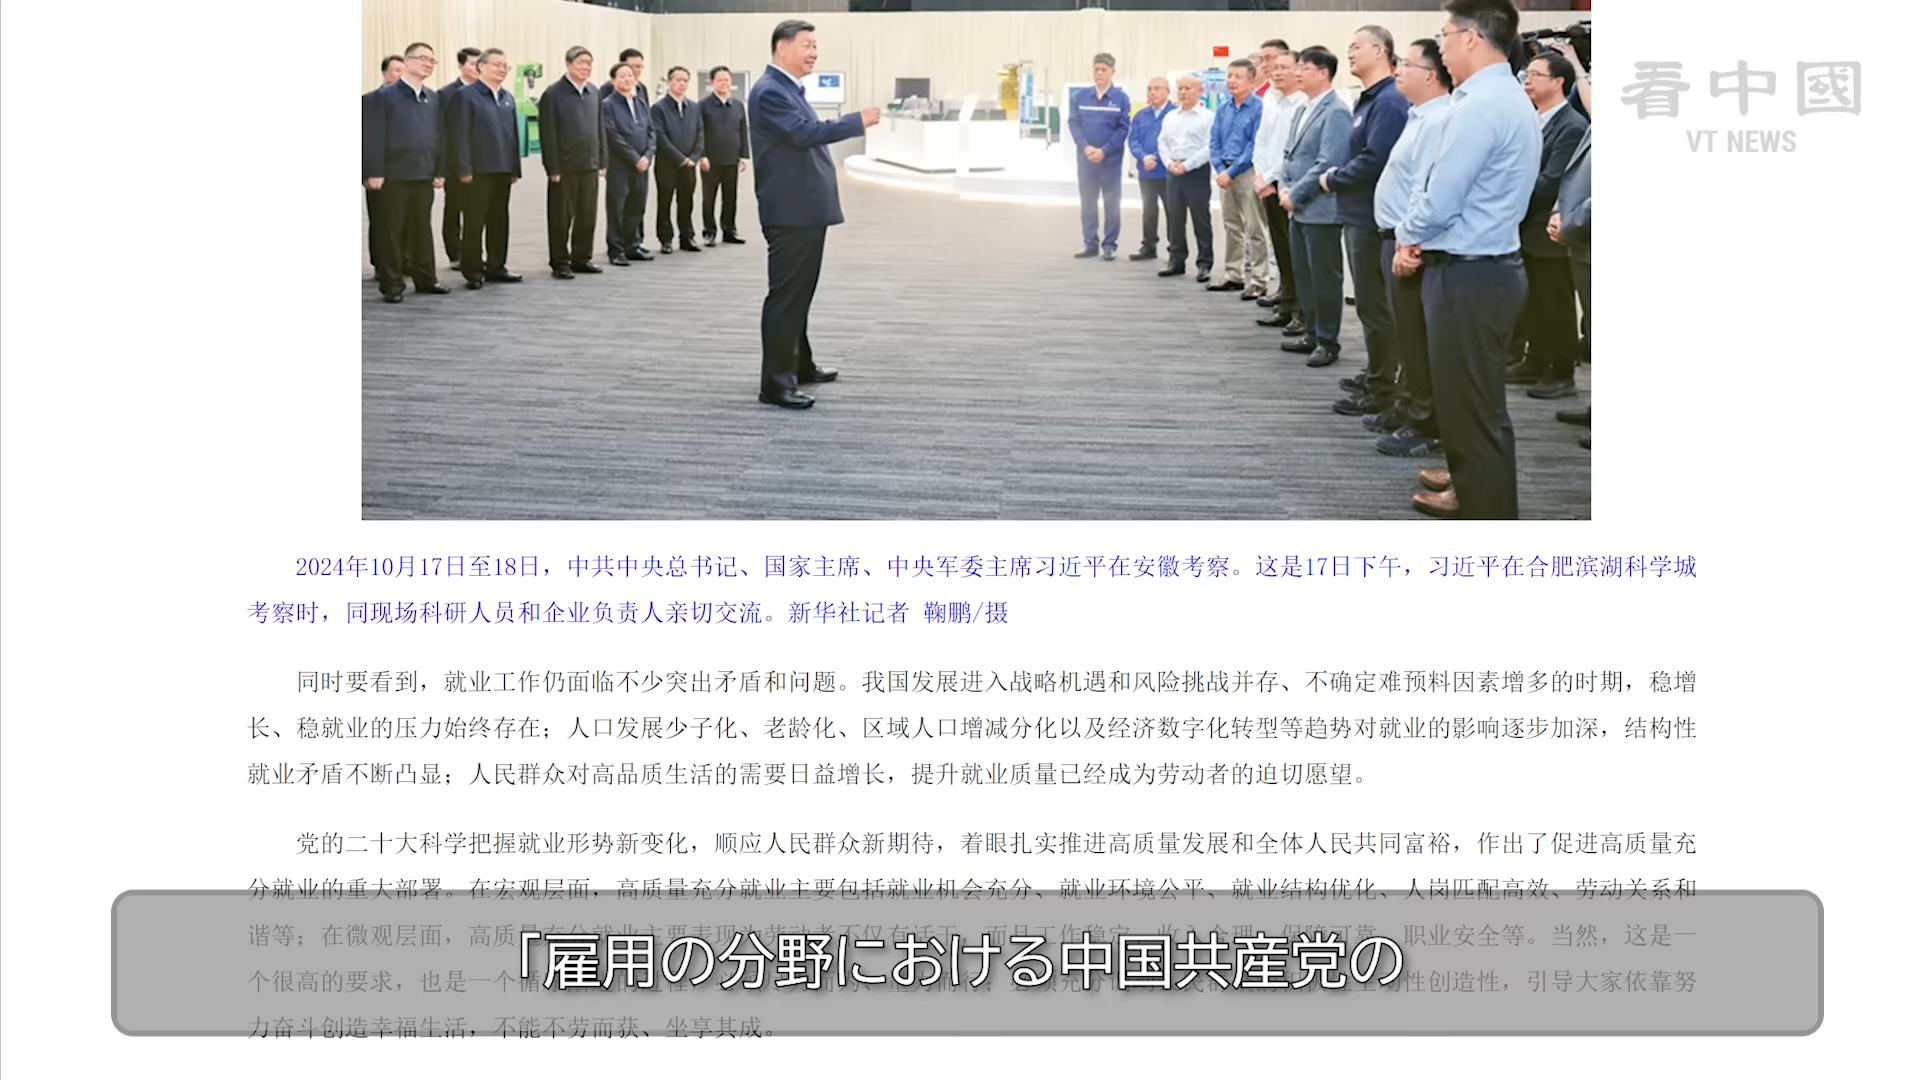 看中國
VT NEWS
2024年10月17日至18日，中共中央总书记、国家主席、中央军委主席习近平在安徽考察。这是17日下午，习近平在合肥滨湖科学城
考察时，同现场科研人员和企业负责人亲切交流。新华社记者 鞠鹏/摄
同时要看到，就业工作仍面临不少突出矛盾和问题。我国发展进入战略机遇和风险挑战并存、不确定难预料因素增多的时期，稳增
长、稳就业的压力始终存在；人口发展少子化、老龄化、区域人口增减分化以及经济数字化转型等趋势对就业的影响逐步加深，结构性
就业矛盾不断凸显；人民群众对高品质生活的需要日益增长，提升就业质量已经成为劳动者的迫切愿望。
党的二十大科学把握就业形势新变化，顺应人民群众新期待，着眼扎实推进高质量发展和全体人民共同富裕，作出了促进高质量充
分就业的重大部署。在宏观层面，高质量充分就业主要包括就业机会充分、就业环境公平、就业结构优化、人岗匹配高效、劳动关系和
谐等；在微观层面，高质 职业安全等。当然，这是一
个很高的要求，也是一个循 性创造性，引导大家依靠努
力奋斗创造幸福生活，不能不劳而获、坐享其成。
「雇用の分野における中国共産党の